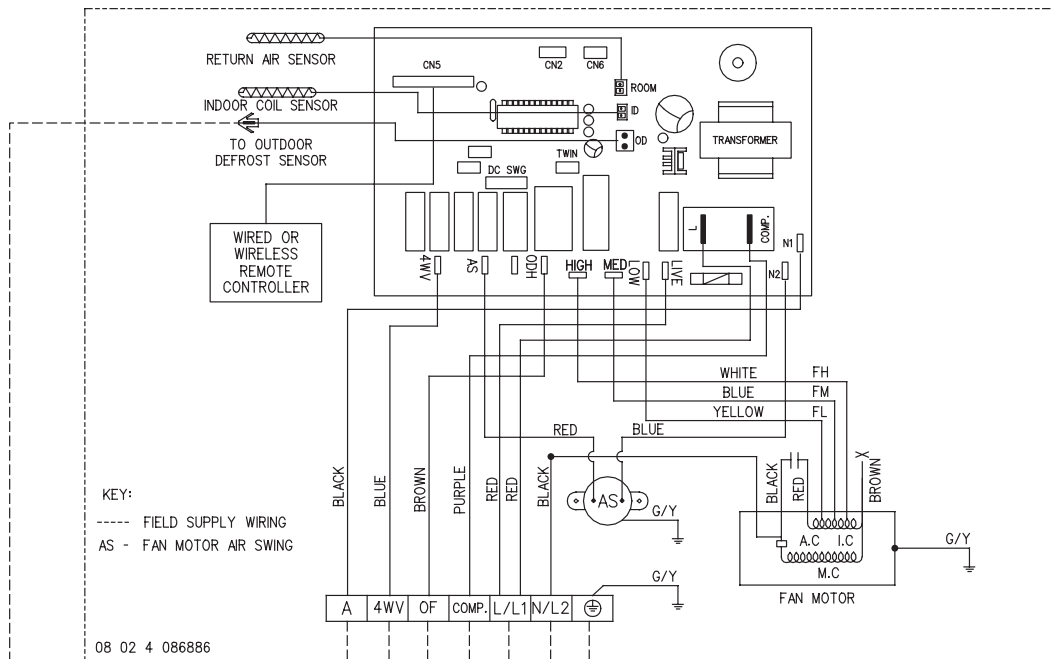 RETURN AIR SENSOR
INDOOR COIL SENSOR
TO OUTDOOR
DEFROST SENSOR
WIRED OR
WIRELESS
REMOTE
CONTROLLER
CN5
CN2
CN6
ROOM
ID
OD
TRANSFORMER
TWIN
DC SWG
L
COMP.
N1
N2
4WV
AS
ODH
HIGH
MED
LOW
LIVE
WHITE FH
BLUE FM
YELLOW FL
RED
BLUE
BLACK
BLUE
BROWN
PURPLE
RED
RED
BLACK
AS
G/Y
BLACK
RED
X
BROWN
A.C I.C
M.C
G/Y
FAN MOTOR
G/Y
KEY:
---- FIELD SUPPLY WIRING
AS - FAN MOTOR AIR SWING
A 4WV OF COMP. L/L1 N/L2
08 02 4 086886